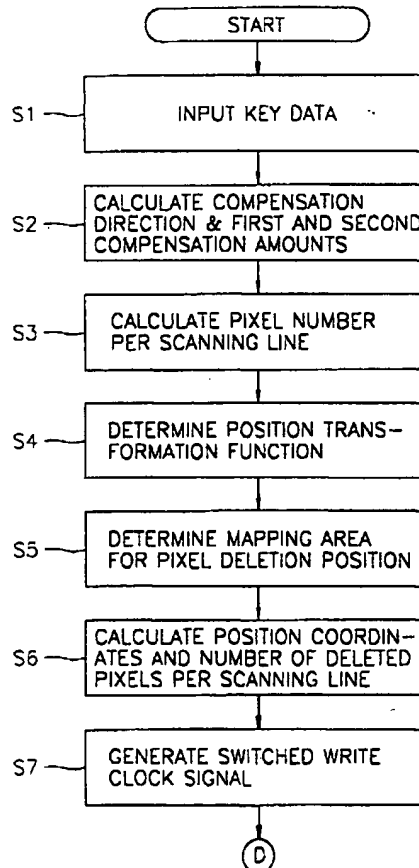 START
S1
INPUT KEY DATA
S2
CALCULATE COMPENSATION
DIRECTION & FIRST AND SECOND
COMPENSATION AMOUNTS
S3
CALCULATE PIXEL NUMBER
PER SCANNING LINE
S4
DETERMINE POSITION TRANS-
FORMATION FUNCTION
S5
DETERMINE MAPPING AREA
FOR PIXEL DELETION POSITION
S6
CALCULATE POSITION COORDIN-
ATES AND NUMBER OF DELETED
PIXELS PER SCANNING LINE
S7
GENERATE SWITCHED WRITE
CLOCK SIGNAL
D